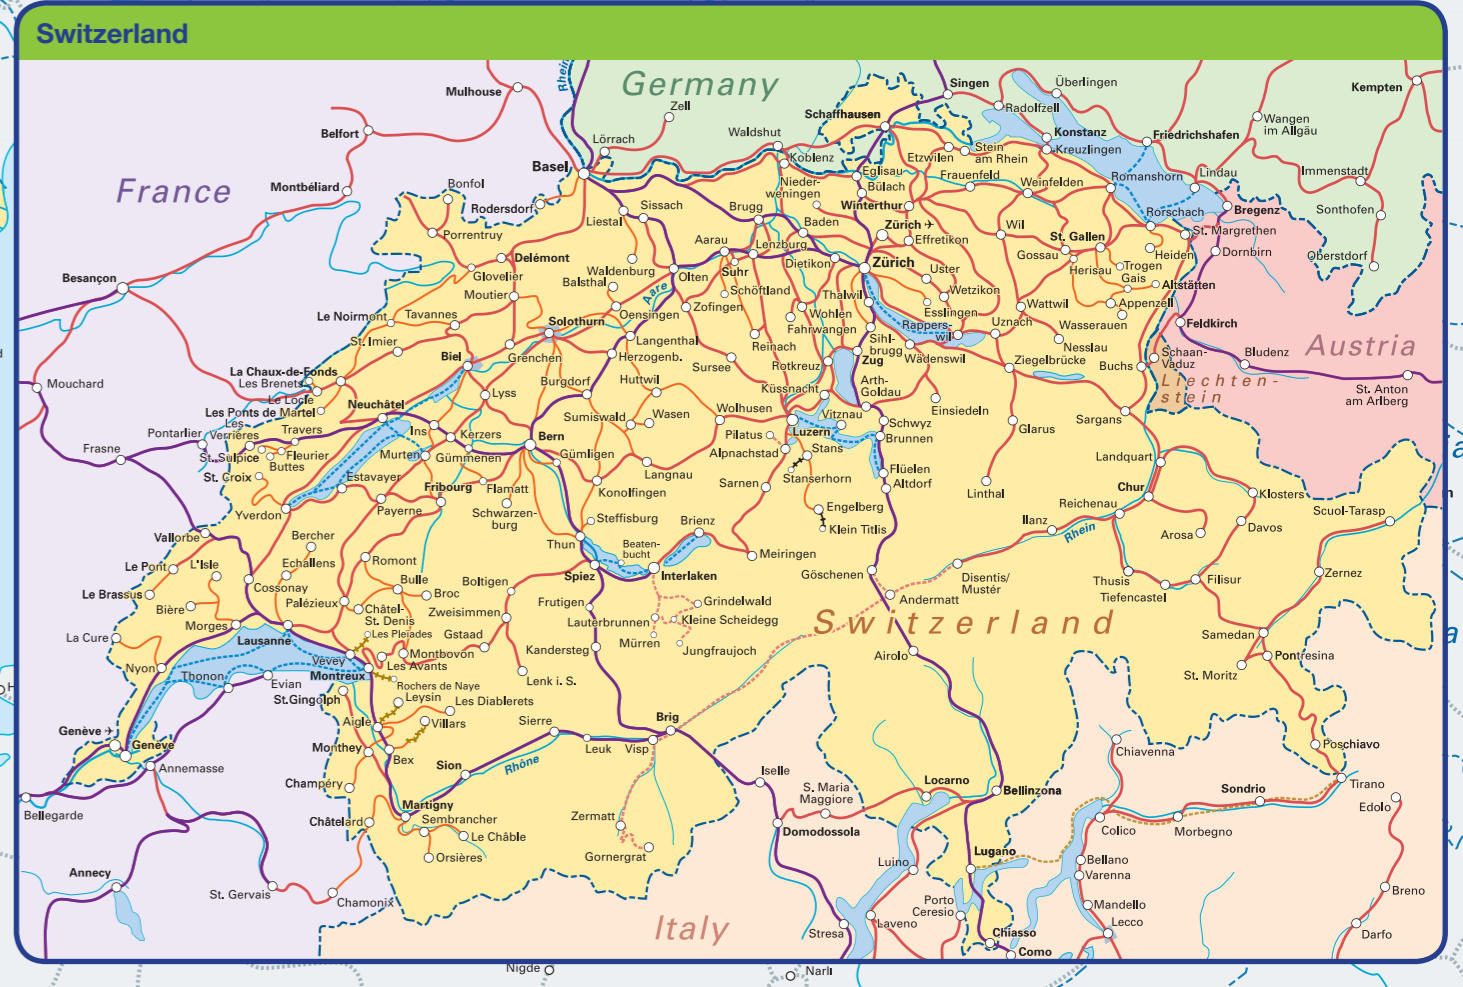 Switzerland
Germany
Rhein
Mulhouse
Zell
Singen
Überlingen
Kempten
Radolfzell
Schaffhausen
Belfort
Lörrach
Waldshut
Konstanz
Friedrichshafen
Wangen
im Allgäu
Kreuzlingen
Stein
am Rhein
Etzwilen
Koblenz
Basel
Eglisau
Bülach
Frauenfeld
Weinfelden
Romanshorn
Lindau
Immenstadt
France
Montbéliard
Bonfol
Rodersdorf
Nieder-
weningen
Winterthur
Sissach
Liestal
Brugg
Baden
Zürich
Effretikon
Wil
Rorschach
Bregenz
Sonthofen
St. Margrethen
Porrentruy
Aarau
Lenzburg
St. Gallen
Gossau
Herisau
Heiden
Trogen
Gais
Dornbirn
Oberstdorf
Delémont
Glovelier
Waldenburg
Balsthal
Olten
Suhr
Dietikon
Zürich
Uster
Wetzikon
Altstätten
Besançon
Moutier
Aare
Schöftland
Zofingen
Thalwil
Esslingen
Wattwil
Appenzell
Wasserauen
Le Noirmont
Tavannes
Solothurn
Oensingen
Wohlen
Fahrwangen
Rappers-
wil
Uznach
Feldkirch
St. Imier
Langenthal
Herzogenb.
Reinach
Sihl-
brugg
Wädenswil
Nesslau
Ziegelbrücke
Schaan-
Vaduz
Bludenz
Austria
Biel
Grenchen
Sursee
Rotkreuz
Zug
Buchs
Liechten-
stein
St. Anton
am Arlberg
Mouchard
La Chaux-de-Fonds
Les Brenets
Le Locle
Les Ponts de Martel
Neuchâtel
Lyss
Burgdorf
Huttwil
Küssnacht
Arth-
Goldau
Einsiedeln
Sumiswald
Wasen
Wolhusen
Vitznau
Schwyz
Sargans
Glarus
Les
Verrières
Travers
Pontarlier
Ins
Kerzers
Bern
Pilatus
Luzern
Brunnen
Frasne
St. Sulpice
Fleurier
Buttes
Murten
Gümmenen
Gümligen
Alpnachstad
Stans
Landquart
St. Croix
Estavayer
Fribourg
Flamatt
Langnau
Stanserhorn
Flüelen
Altdorf
Sarnen
Linthal
Chur
Klosters
Yverdon
Payerne
Schwarzen-
burg
Konolfingen
Engelberg
Reichenau
Scuol-Tarasp
Steffisburg
Klein Titlis
Ilanz
Rhein
Arosa
Davos
Vallorbe
Bercher
Brienz
Thun
Beaten-
bucht
Meiringen
Le Pont
L'Isle
Echallens
Romont
Spiez
Interlaken
Göschenen
Disentis/
Mustér
Thusis
Filisur
Zernez
Le Brassus
Cossonay
Bulle
Broc
Boltigen
Tiefencastel
Bière
Palézieux
Châtel-
St. Denis
Zweisimmen
Frutigen
Grindelwald
Kleine Scheidegg
Andermatt
Morges
Lausanne
Les Pleiades
Gstaad
Lauterbrunnen
Mürren
Jungfraujoch
Switzerland
La Cure
Samedan
Nyon
Vevey
Montbovon
Les Avants
Kandersteg
Airolo
Pontresina
St. Moritz
Thonon
Evian
Montreux
Rochers de Naye
Lenk i. S.
St.Gingolph
Leysin
Les Diablerets
Genève
Genève
Aigle
Villars
Sierre
Brig
Monthey
Bex
Leuk
Visp
Chiavenna
Poschiavo
Annemasse
Sion
Rhône
Iselle
Champéry
Locarno
Bellinzona
Tirano
Bellegarde
Martigny
Sembrancher
S. Maria
Maggiore
Sondrio
Edolo
Châtelard
Le Châble
Zermatt
Domodossola
Colico
Morbegno
Orsières
Gornergrat
Luino
Lugano
Bellano
Varenna
Annecy
St. Gervais
Chamonix
Porto
Ceresio
Mandello
Breno
Italy
Stresa
Laveno
Chiasso
Lecco
Darfo
Como
Nigde
Narlı